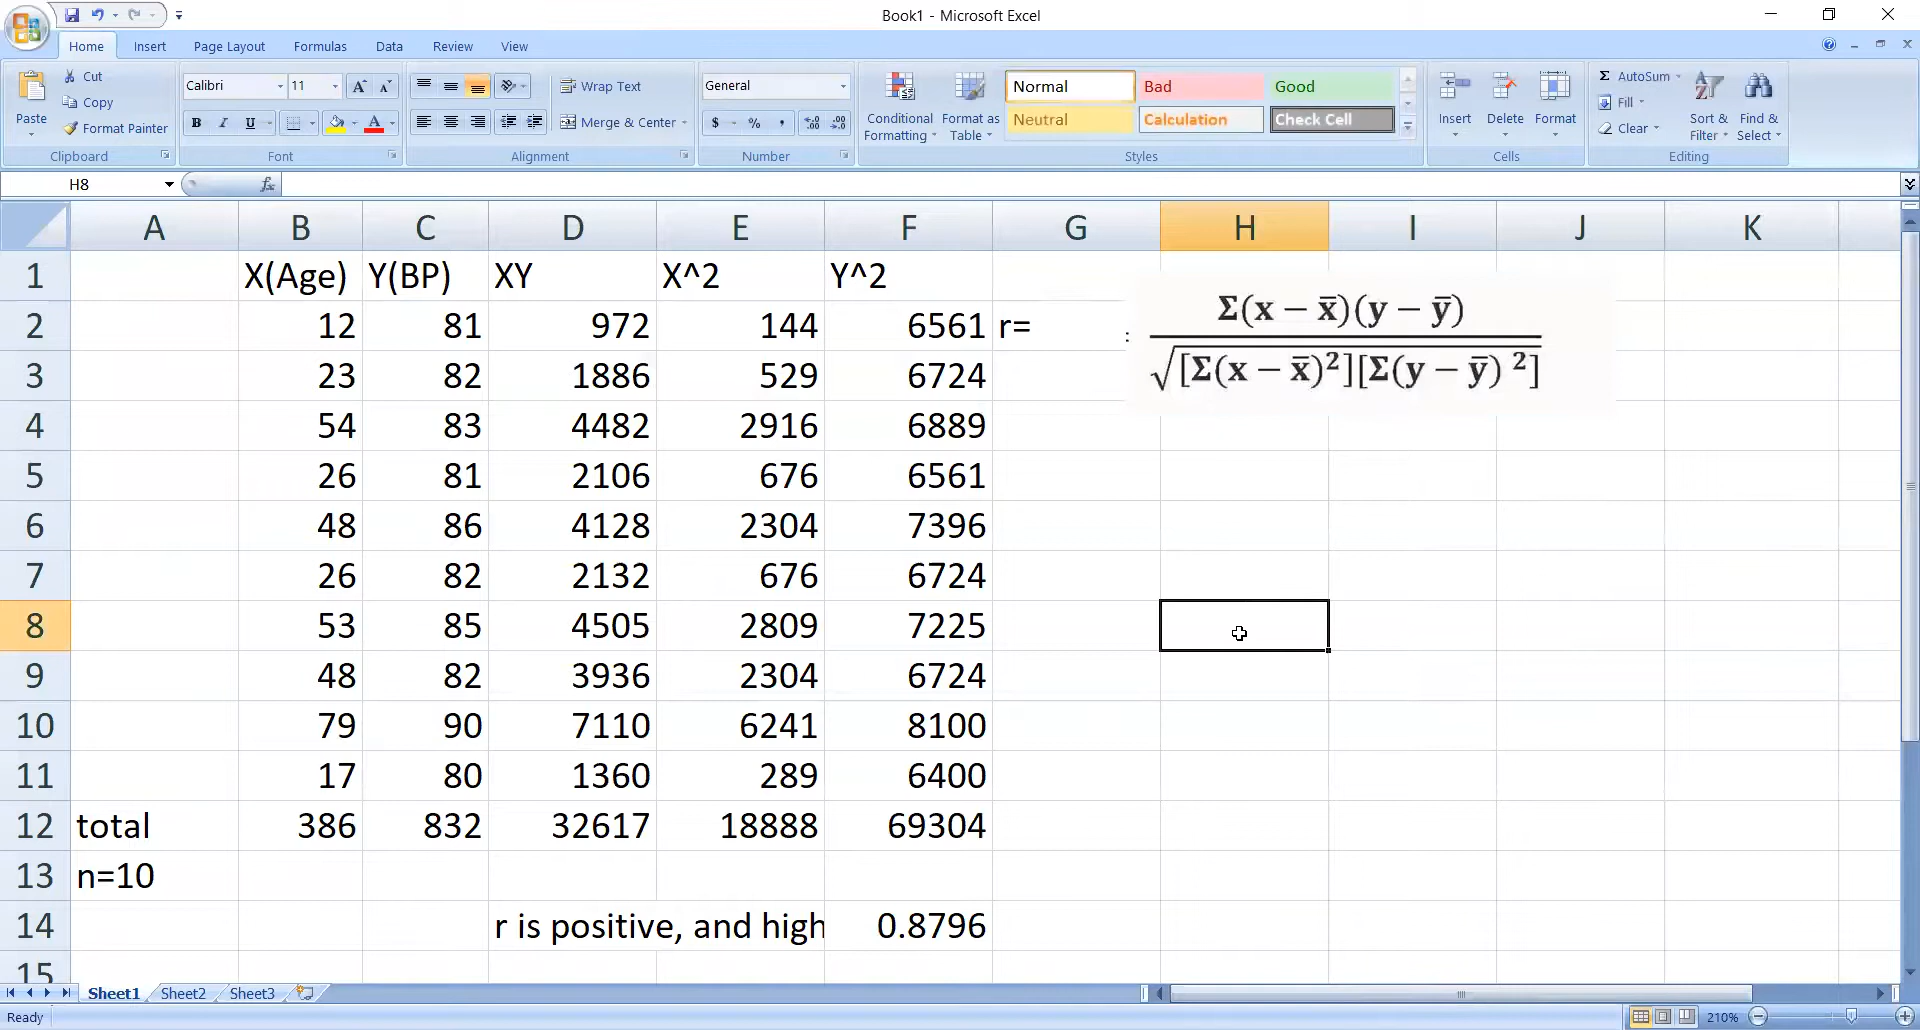 Book1 - Microsoft Excel
Home Insert Page Layout Formulas Data Review View
Paste
Cut
Copy
Format Painter
Clipboard
Calibri 11 A A
B I U A
Font
Wrap Text
Merge & Center
Alignment
General
$ % ,
Number
Conditional Formatting
Format as Table
Normal Bad Good
Neutral Calculation Check Cell
Styles
Insert Delete Format
Cells
Σ AutoSum
Fill
Clear
Sort & Filter
Find & Select
Editing
H8 fx
A B C D E F G H I J K
1 X(Age) Y(BP) XY X^2 Y^2
2 12 81 972 144 6561 r=
: Σ(x − x̄)(y − ȳ)
√[Σ(x − x̄)²][Σ(y − ȳ) ²]
3 23 82 1886 529 6724
4 54 83 4482 2916 6889
5 26 81 2106 676 6561
6 48 86 4128 2304 7396
7 26 82 2132 676 6724
8 53 85 4505 2809 7225
9 48 82 3936 2304 6724
10 79 90 7110 6241 8100
11 17 80 1360 289 6400
12 total 386 832 32617 18888 69304
13 n=10
14 r is positive, and high 0.8796
15
Sheet1 Sheet2 Sheet3
Ready 210%